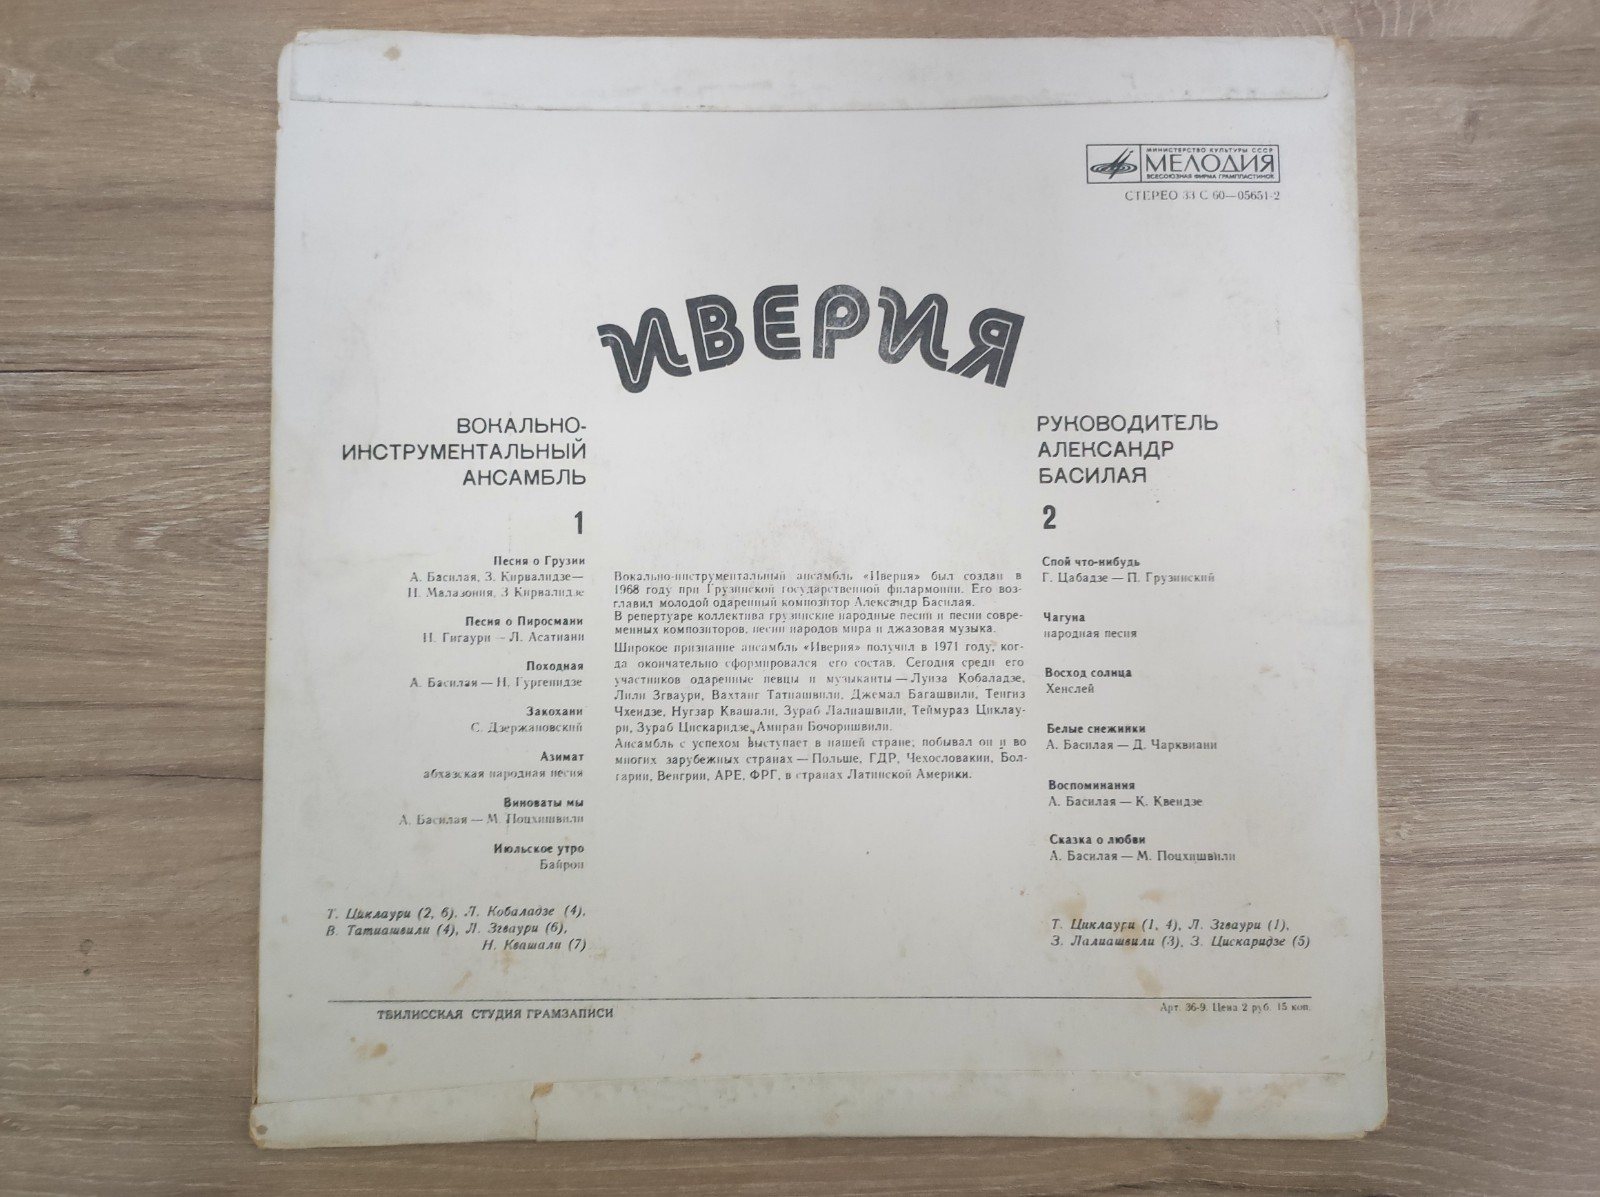 МИНИСТЕРСТВО КУЛЬТУРЫ СССР
МЕЛОДИЯ
ВСЕСОЮЗНАЯ ФИРМА ГРАМПЛАСТИНОК
СТЕРЕО 33 С 60—05651-2
ИВЕРИЯ
ВОКАЛЬНО-
ИНСТРУМЕНТАЛЬНЫЙ
АНСАМБЛЬ
1
Песня о Грузии
А. Басилая, З. Кирвалидзе—
Н. Малазония, З Кирвалидзе
Песня о Пиросмани
Н. Гигаури — Л. Асатиани
Походная
А. Басилая — Н. Гургенидзе
Закохани
С. Дзержановский
Азимат
абхазская народная песня
Виноваты мы
А. Басилая — М. Поцхишвили
Июльское утро
Байрон
Т. Циклаури (2, 6), Л. Кобаладзе (4),
В. Татиашвили (4), Л. Згваури (6),
Н. Квашали (7)
Вокально-инструментальный ансамбль «Иверия» был создан в
1968 году при Грузинской государственной филармонии. Его воз-
главил молодой одаренный композитор Александр Басилая.
В репертуаре коллектива грузинские народные песни и песни совре-
менных композиторов, песни народов мира и джазовая музыка.
Широкое признание ансамбль «Иверия» получил в 1971 году, ког-
да окончательно сформировался его состав. Сегодня среди его
участников одаренные певцы и музыканты — Луиза Кобаладзе,
Лили Згваури, Вахтанг Татиашвили, Джемал Багашвили, Тенгиз
Чхеидзе, Нугзар Квашали, Зураб Лалиашвили, Теймураз Циклау-
ри, Зураб Цискаридзе, Амиран Бочоришвили.
Ансамбль с успехом выступает в нашей стране; побывал он и во
многих зарубежных странах — Польше, ГДР, Чехословакии, Бол-
гарии, Венгрии, АРЕ, ФРГ, в странах Латинской Америки.
РУКОВОДИТЕЛЬ
АЛЕКСАНДР
БАСИЛАЯ
2
Спой что-нибудь
Г. Цабадзе — П. Грузинский
Чагуна
народная песня
Восход солнца
Хенслей
Белые снежинки
А. Басилая — Д. Чарквиани
Воспоминания
А. Басилая — К. Квеидзе
Сказка о любви
А. Басилая — М. Поцхишвили
Т. Циклаури (1, 4), Л. Згваури (1),
З. Лалиашвили (3), З. Цискаридзе (5)
ТБИЛИССКАЯ СТУДИЯ ГРАМЗАПИСИ
Арт. 36-9. Цена 2 руб. 15 коп.